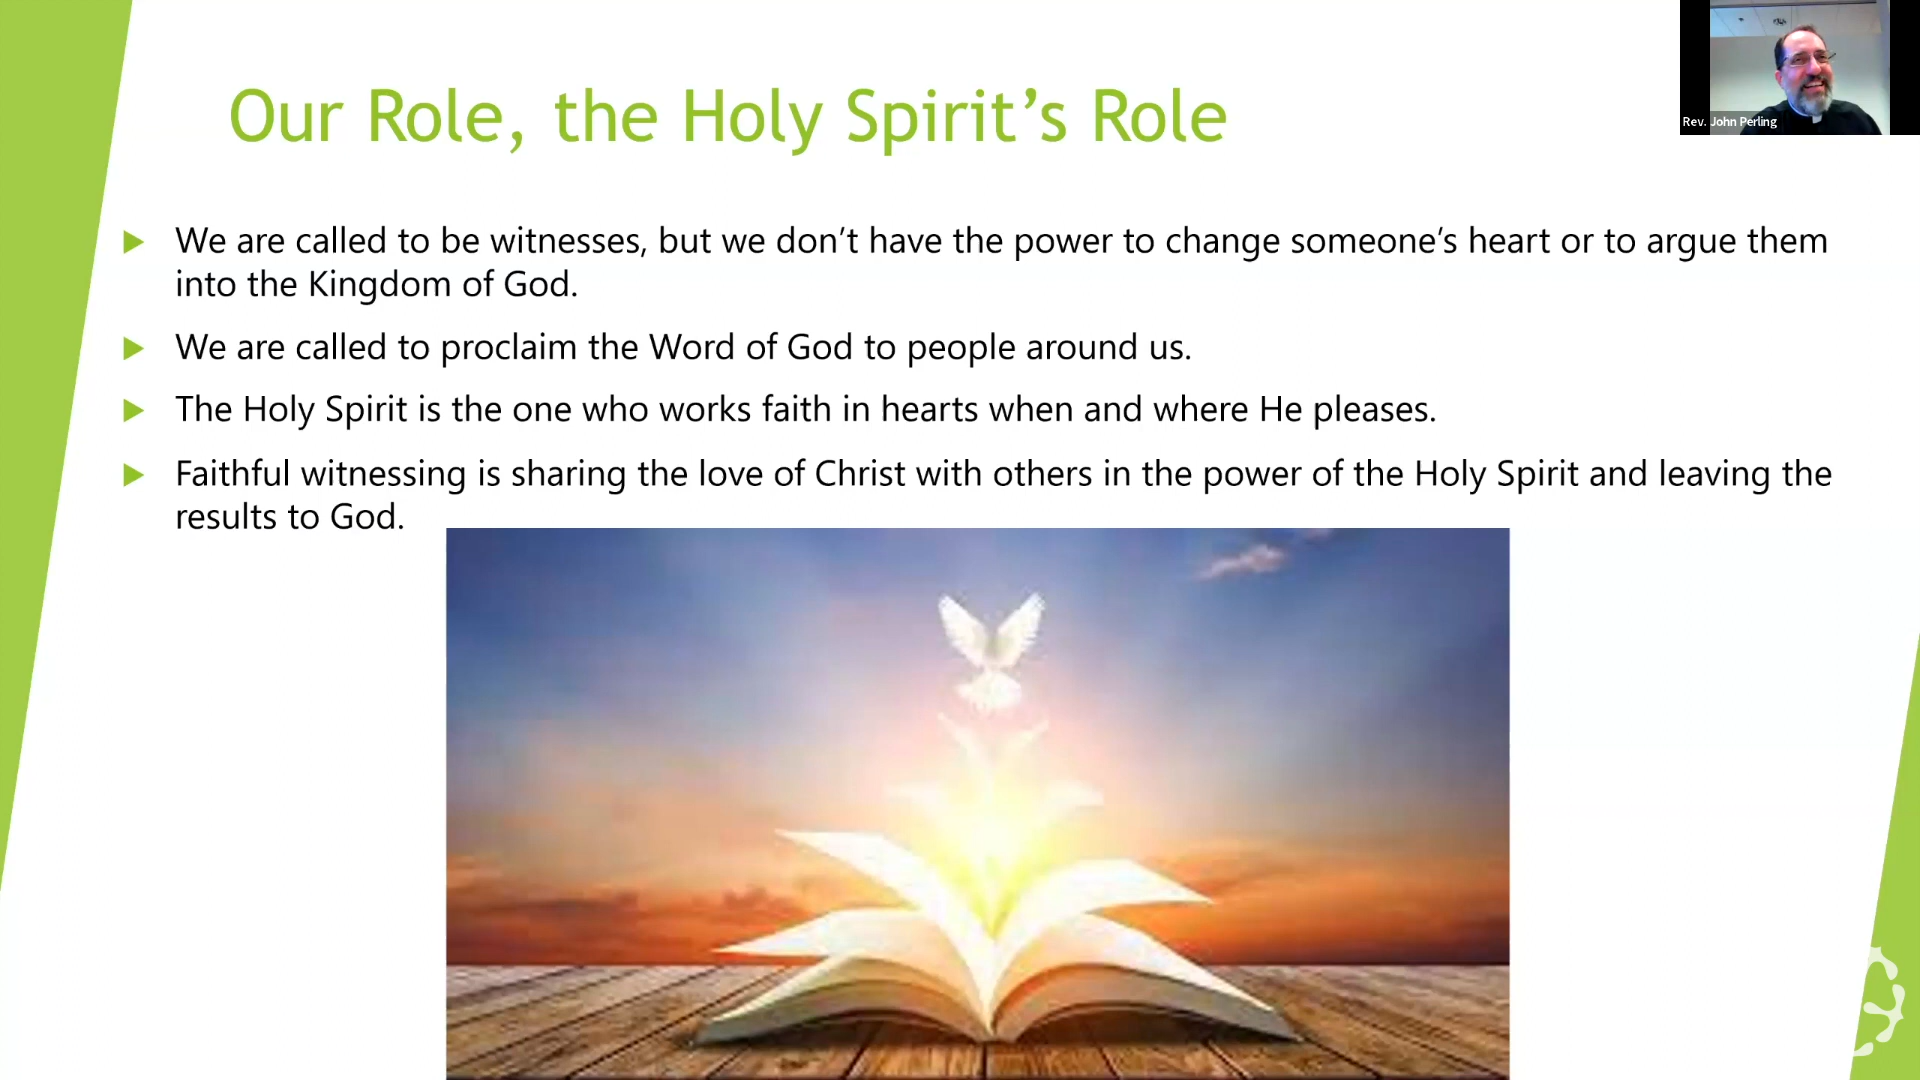 Our Role, the Holy Spirit’s Role
Rev. John Perling
We are called to be witnesses, but we don’t have the power to change someone’s heart or to argue them
into the Kingdom of God.
We are called to proclaim the Word of God to people around us.
The Holy Spirit is the one who works faith in hearts when and where He pleases.
Faithful witnessing is sharing the love of Christ with others in the power of the Holy Spirit and leaving the
results to God.